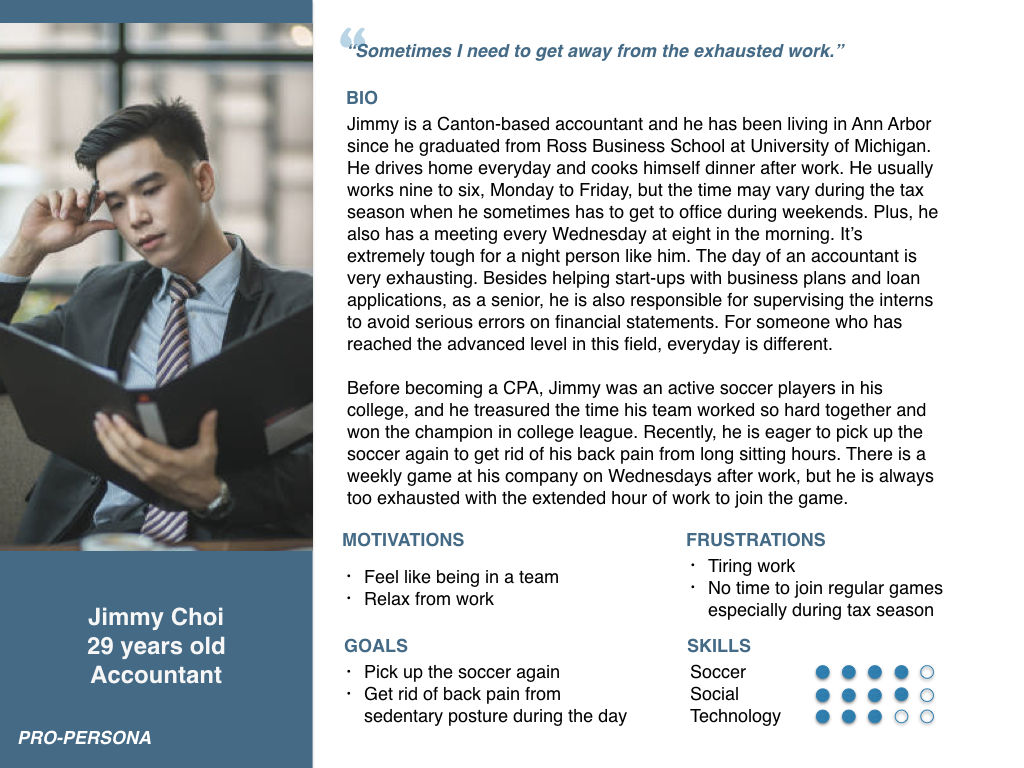 “Sometimes I need to get away from the exhausted work.”
BIO
Jimmy is a Canton-based accountant and he has been living in Ann Arbor
since he graduated from Ross Business School at University of Michigan.
He drives home everyday and cooks himself dinner after work. He usually
works nine to six, Monday to Friday, but the time may vary during the tax
season when he sometimes has to get to office during weekends. Plus, he
also has a meeting every Wednesday at eight in the morning. It’s
extremely tough for a night person like him. The day of an accountant is
very exhausting. Besides helping start-ups with business plans and loan
applications, as a senior, he is also responsible for supervising the interns
to avoid serious errors on financial statements. For someone who has
reached the advanced level in this field, everyday is different.
Before becoming a CPA, Jimmy was an active soccer players in his
college, and he treasured the time his team worked so hard together and
won the champion in college league. Recently, he is eager to pick up the
soccer again to get rid of his back pain from long sitting hours. There is a
weekly game at his company on Wednesdays after work, but he is always
too exhausted with the extended hour of work to join the game.
MOTIVATIONS
· Feel like being in a team
· Relax from work
FRUSTRATIONS
· Tiring work
· No time to join regular games
especially during tax season
GOALS
· Pick up the soccer again
· Get rid of back pain from
sedentary posture during the day
SKILLS
Soccer
Social
Technology
Jimmy Choi
29 years old
Accountant
PRO-PERSONA